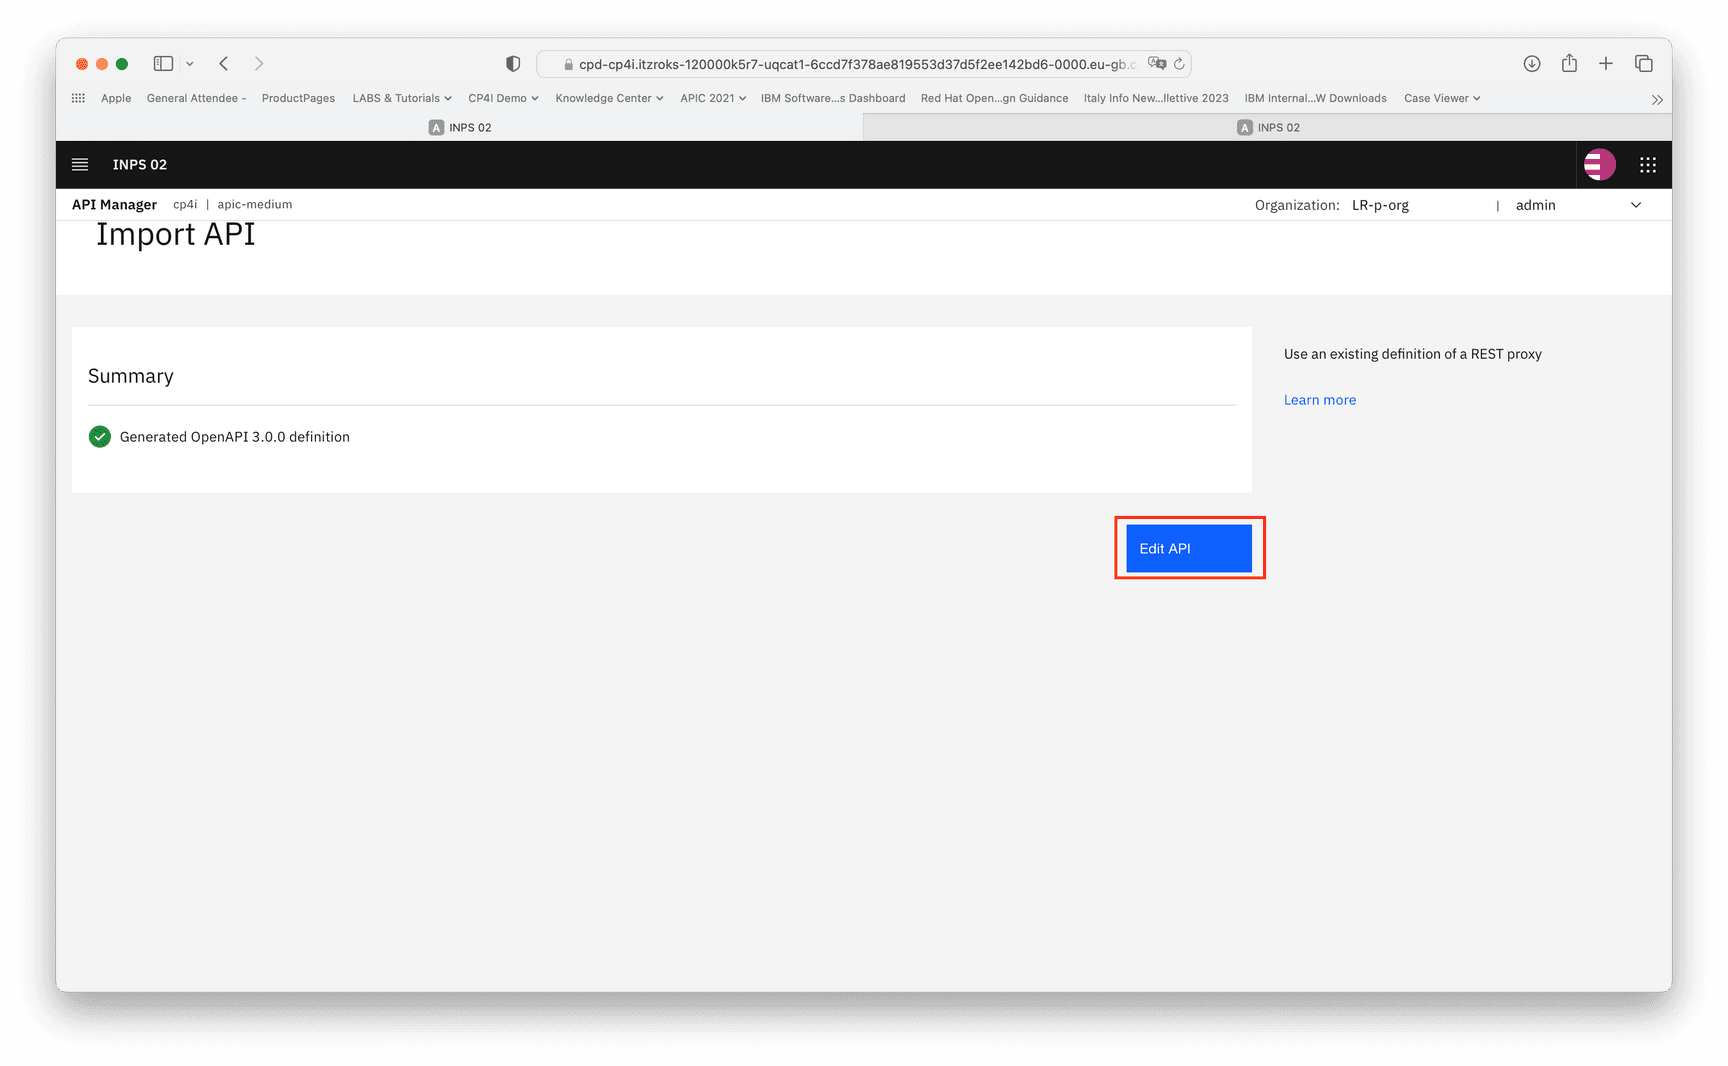 cpd-cp4i.itzroks-120000k5r7-uqcat1-6ccd7f378ae819553d37d5f2ee142bd6-0000.eu-gb.c
Apple General Attendee - ProductPages LABS & Tutorials CP4I Demo Knowledge Center APIC 2021 IBM Software...s Dashboard Red Hat Open...gn Guidance Italy Info New...llettive 2023 IBM Internal...W Downloads Case Viewer
A INPS 02 A INPS 02
INPS 02
API Manager cp4i | apic-medium Organization: LR-p-org | admin
Import API
Use an existing definition of a REST proxy
Summary
Learn more
Generated OpenAPI 3.0.0 definition
Edit API